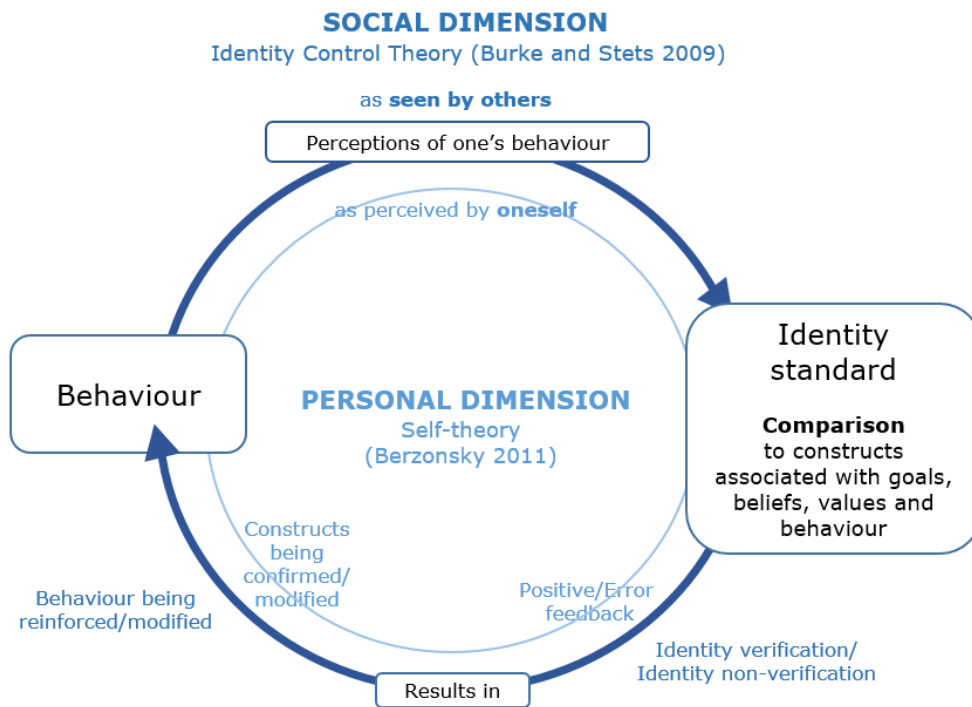 SOCIAL DIMENSION
Identity Control Theory (Burke and Stets 2009)
as seen by others
Perceptions of one's behaviour
as perceived by oneself
Behaviour
PERSONAL DIMENSION
Self-theory
(Berzonsky 2011)
Identity
standard
Comparison
to constructs
associated with goals,
beliefs, values and
behaviour
Constructs
being
confirmed/
modified
Positive/Error
feedback
Behaviour being
reinforced/modified
Identity verification/
Identity non-verification
Results in